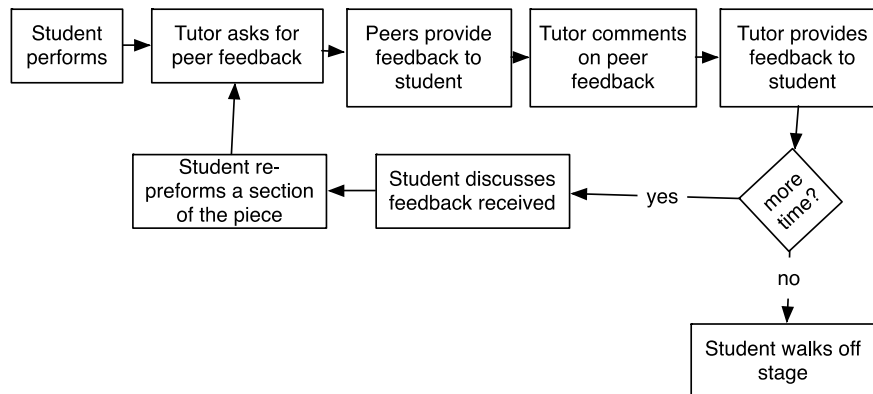 Student
performs
Tutor asks for
peer feedback
Peers provide
feedback to
student
Tutor comments
on peer
feedback
Tutor provides
feedback to
student
more
time?
yes
Student discusses
feedback received
Student re-
preforms a section
of the piece
no
Student walks off
stage